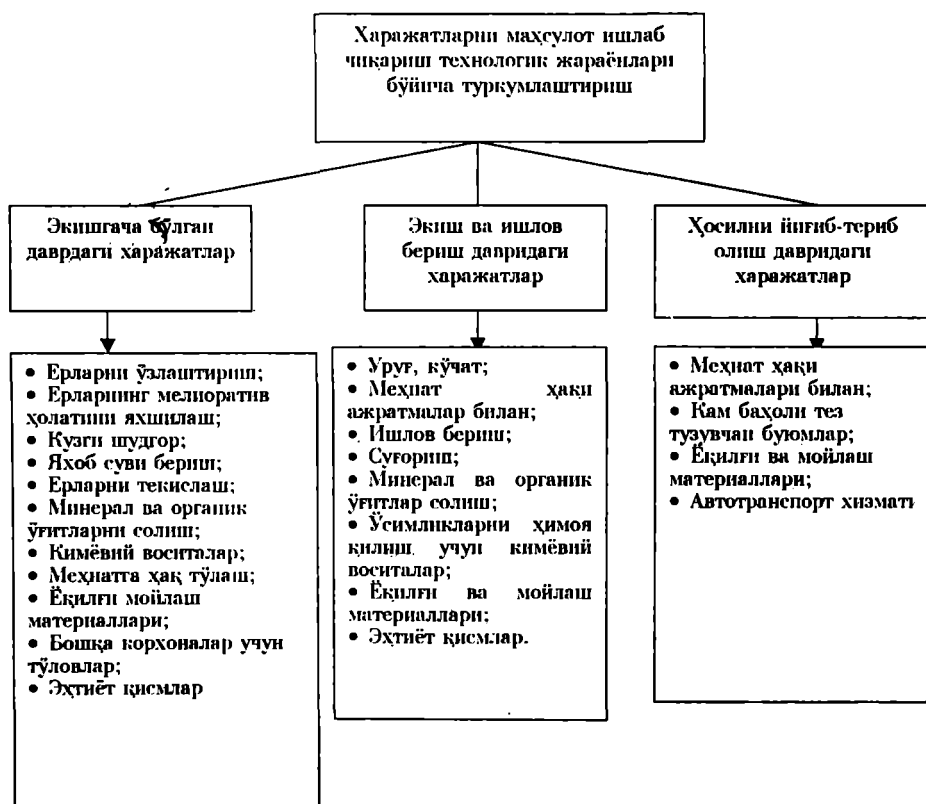 Харажатларни маҳсулот ишлаб
чиқариш технологик жараёнлари
бўйича туркумлаштириш
Экишгача бўлган
даврдаги харажатлар
Экиш ва ишлов
бериш давридаги
харажатлар
Ҳосилни йиғиб-териб
олиш давридаги
харажатлар
• Ерларни ўзлаштириш;
• Ерларнинг мелиоратив
ҳолатини яхшилаш;
• Кузги шудгор;
• Яхоб суви бериш;
• Ерларни текислаш;
• Минерал ва органик
ўғитларни солиш;
• Кимёвий воситалар;
• Меҳнатга ҳақ тўлаш;
• Ёқилғи мойлаш
материаллари;
• Бошқа корхоналар учун
тўловлар;
• Эҳтиёт қисмлар
• Уруғ, кўчат;
• Меҳнат ҳақи
ажратмалар билан;
• Ишлов бериш;
• Суғориш;
• Минерал ва органик
ўғитлар солиш;
• Ўсимликларни ҳимоя
қилиш учун кимёвий
воситалар;
• Ёқилғи ва мойлаш
материаллари;
• Эҳтиёт қисмлар.
• Меҳнат ҳақи
ажратмалари билан;
• Кам баҳоли тез
тузувчан буюмлар;
• Ёқилғи ва мойлаш
материаллари;
• Автотранспорт хизмати